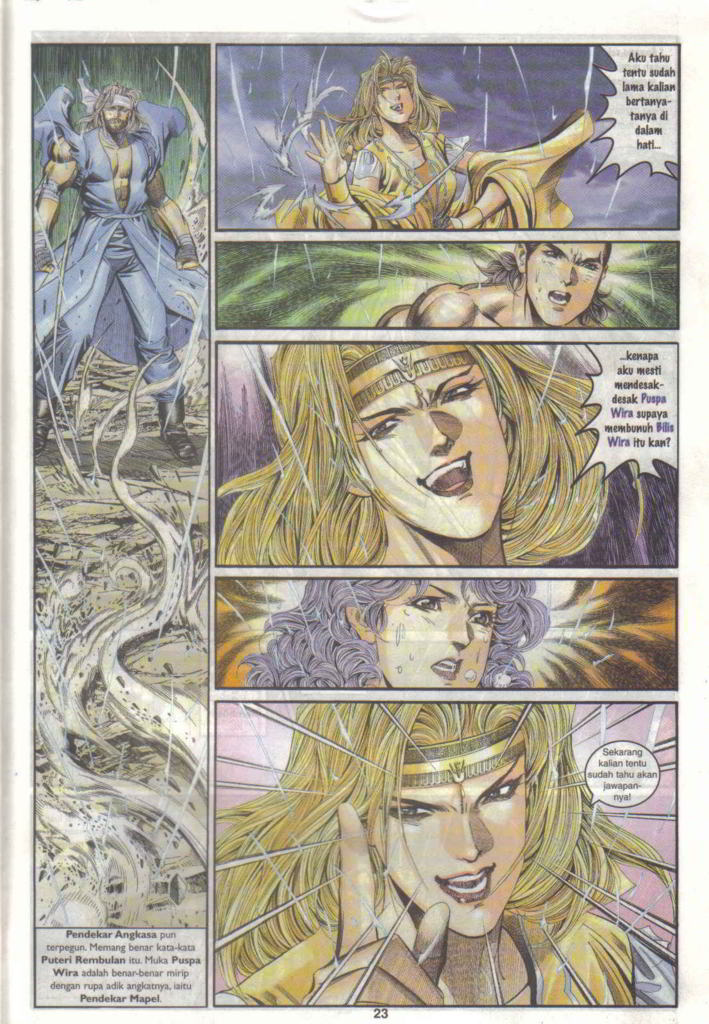 Aku tahu
tentu sudah
lama kalian
bertanya-
tanya di
dalam
hati...
...kenapa
aku mesti
mendesak-
desak Puspa
Wira supaya
membunuh Bilis
Wira itu kan?
Sekarang
kalian tentu
sudah tahu akan
jawapan-
nya!
Pendekar Angkasa pun
terpegun. Memang benar kata-kata
Puteri Rembulan itu. Muka Puspa
Wira adalah benar-benar mirip
dengan rupa adik angkatnya, iaitu
Pendekar Mapel.
23